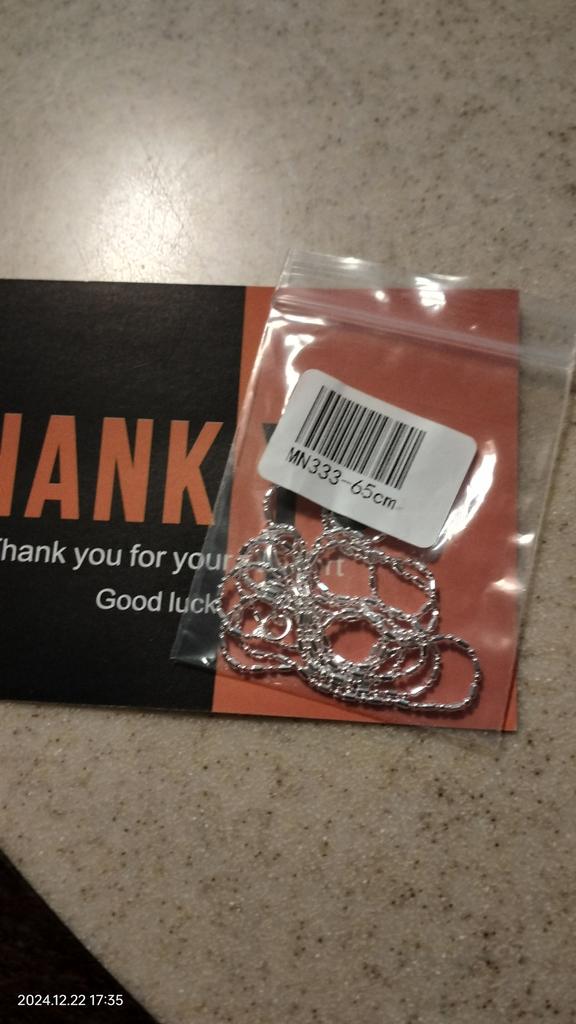 HANK
Thank you for your
Good luck
MN333-65cm
2024.12.22 17:35